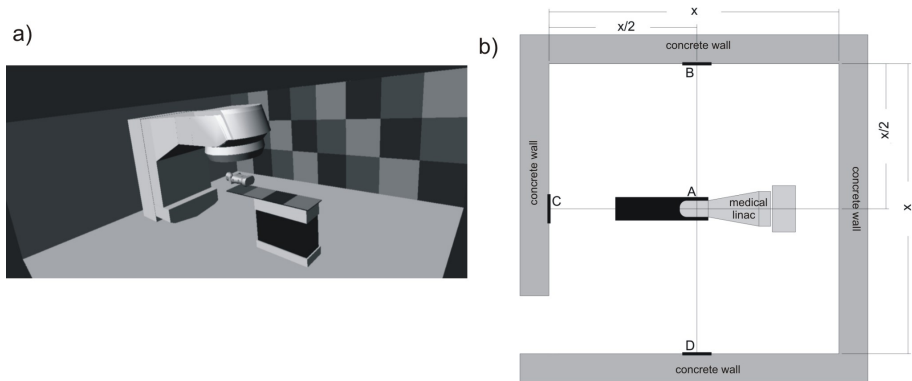 a)
b)
x
x/2
concrete wall
B
x/2
concrete wall
concrete wall
C
A
medical
linac
x
D
concrete wall